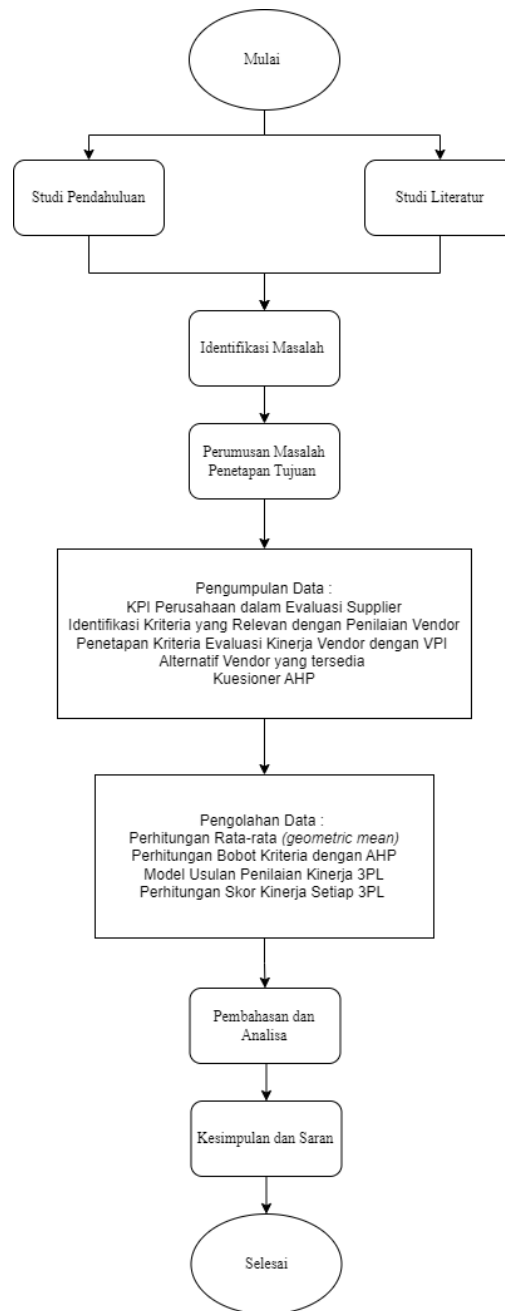 Mulai
Studi Pendahuluan
Studi Literatur
Identifikasi Masalah
Perumusan Masalah
Penetapan Tujuan
Pengumpulan Data :
KPI Perusahaan dalam Evaluasi Supplier
Identifikasi Kriteria yang Relevan dengan Penilaian Vendor
Penetapan Kriteria Evaluasi Kinerja Vendor dengan VPI
Alternatif Vendor yang tersedia
Kuesioner AHP
Pengolahan Data :
Perhitungan Rata-rata (geometric mean)
Perhitungan Bobot Kriteria dengan AHP
Model Usulan Penilaian Kinerja 3PL
Perhitungan Skor Kinerja Setiap 3PL
Pembahasan dan
Analisa
Kesimpulan dan Saran
Selesai